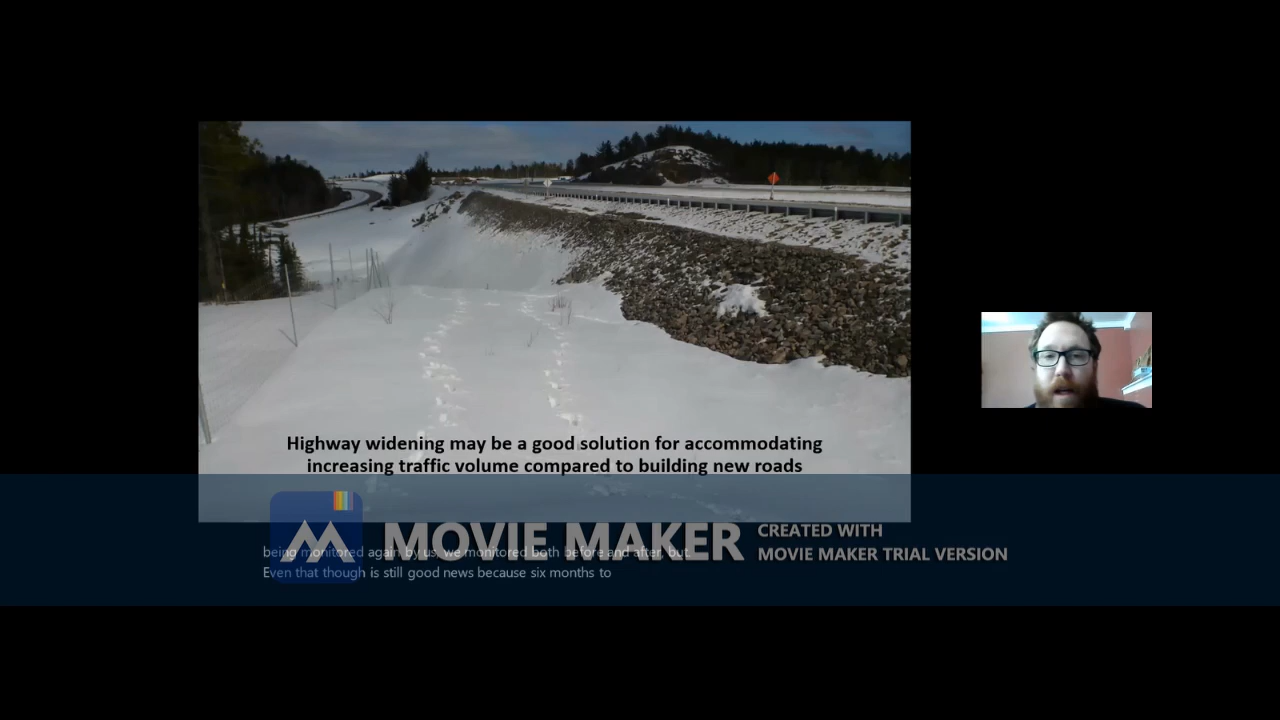 Highway widening may be a good solution for accommodating
increasing traffic volume compared to building new roads
MOVIE MAKER
CREATED WITH
MOVIE MAKER TRIAL VERSION
being monitored again by us, we monitored both before and after, but.
Even that though is still good news because six months to